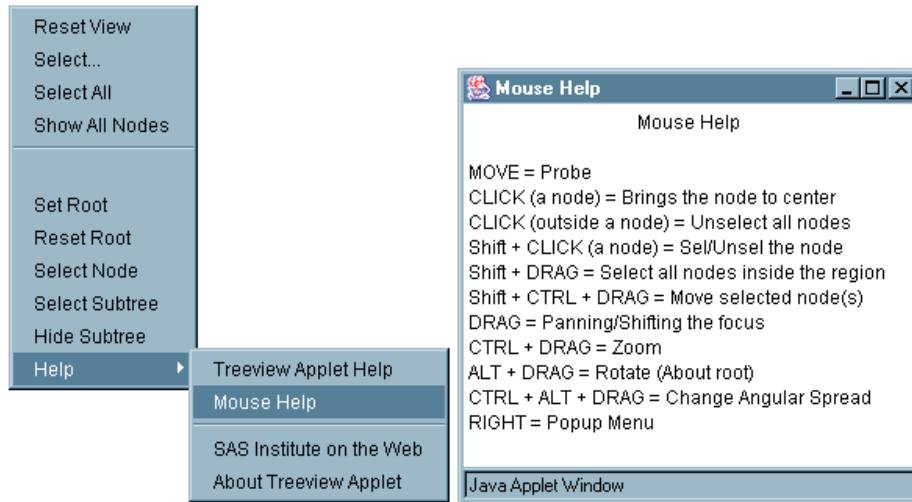 Reset View
Select...
Select All
Show All Nodes
Set Root
Reset Root
Select Node
Select Subtree
Hide Subtree
Help
Treeview Applet Help
Mouse Help
SAS Institute on the Web
About Treeview Applet
Mouse Help
Mouse Help
MOVE = Probe
CLICK (a node) = Brings the node to center
CLICK (outside a node) = Unselect all nodes
Shift + CLICK (a node) = Sel/Unsel the node
Shift + DRAG = Select all nodes inside the region
Shift + CTRL + DRAG = Move selected node(s)
DRAG = Panning/Shifting the focus
CTRL + DRAG = Zoom
ALT + DRAG = Rotate (About root)
CTRL + ALT + DRAG = Change Angular Spread
RIGHT = Popup Menu
Java Applet Window